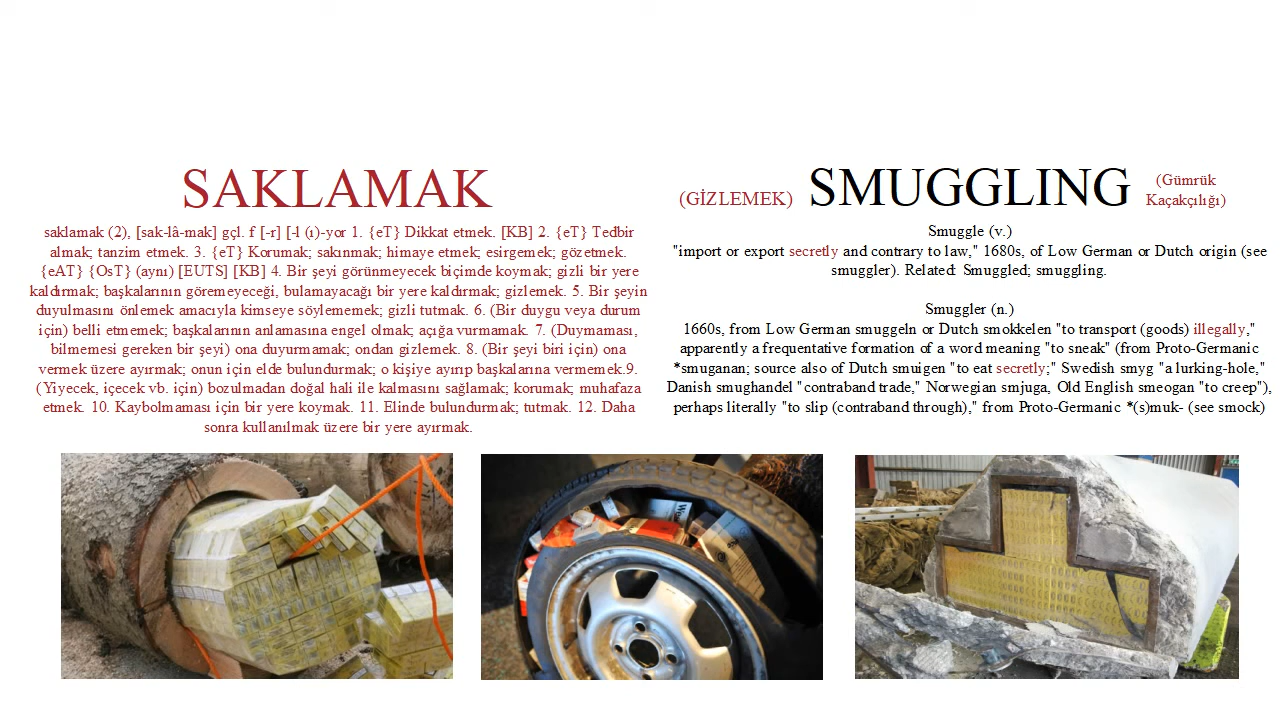 SAKLAMAK
saklamak (2), [sak-lâ-mak] gçl. f [-r] [-l (ı)-yor 1. {eT} Dikkat etmek. [KB] 2. {eT} Tedbir
almak; tanzim etmek. 3. {eT} Korumak; sakınmak; himaye etmek; esirgemek; gözetmek.
{eAT} {OsT} (aynı) [EUTS] [KB] 4. Bir şeyi görünmeyecek biçimde koymak; gizli bir yere
kaldırmak; başkalarının göremeyeceği, bulamayacağı bir yere kaldırmak; gizlemek. 5. Bir şeyin
duyulmasını önlemek amacıyla kimseye söylememek; gizli tutmak. 6. (Bir duygu veya durum
için) belli etmemek; başkalarının anlamasına engel olmak; açığa vurmamak. 7. (Duymaması,
bilmemesi gereken bir şeyi) ona duyurmamak; ondan gizlemek. 8. (Bir şeyi biri için) ona
vermek üzere ayırmak; onun için elde bulundurmak; o kişiye ayırıp başkalarına vermemek.9.
(Yiyecek, içecek vb. için) bozulmadan doğal hali ile kalmasını sağlamak; korumak; muhafaza
etmek. 10. Kaybolmaması için bir yere koymak. 11. Elinde bulundurmak; tutmak. 12. Daha
sonra kullanılmak üzere bir yere ayırmak.
(GİZLEMEK) SMUGGLING (Gümrük
Kaçakçılığı)
Smuggle (v.)
"import or export secretly and contrary to law," 1680s, of Low German or Dutch origin (see
smuggler). Related: Smuggled; smuggling.
Smuggler (n.)
1660s, from Low German smuggeln or Dutch smokkelen "to transport (goods) illegally,"
apparently a frequentative formation of a word meaning "to sneak" (from Proto-Germanic
*smuganan; source also of Dutch smuigen "to eat secretly;" Swedish smyg "a lurking-hole,"
Danish smughandel "contraband trade," Norwegian smjuga, Old English smeogan "to creep"),
perhaps literally "to slip (contraband through)," from Proto-Germanic *(s)muk- (see smock)